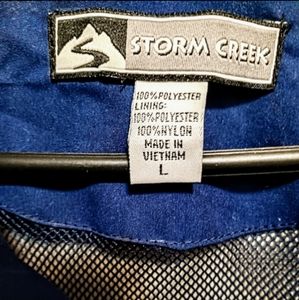 STORM CREEK
100% POLYESTER
LINING:
100% POLYESTER
100% NYLON
MADE IN
VIETNAM
L